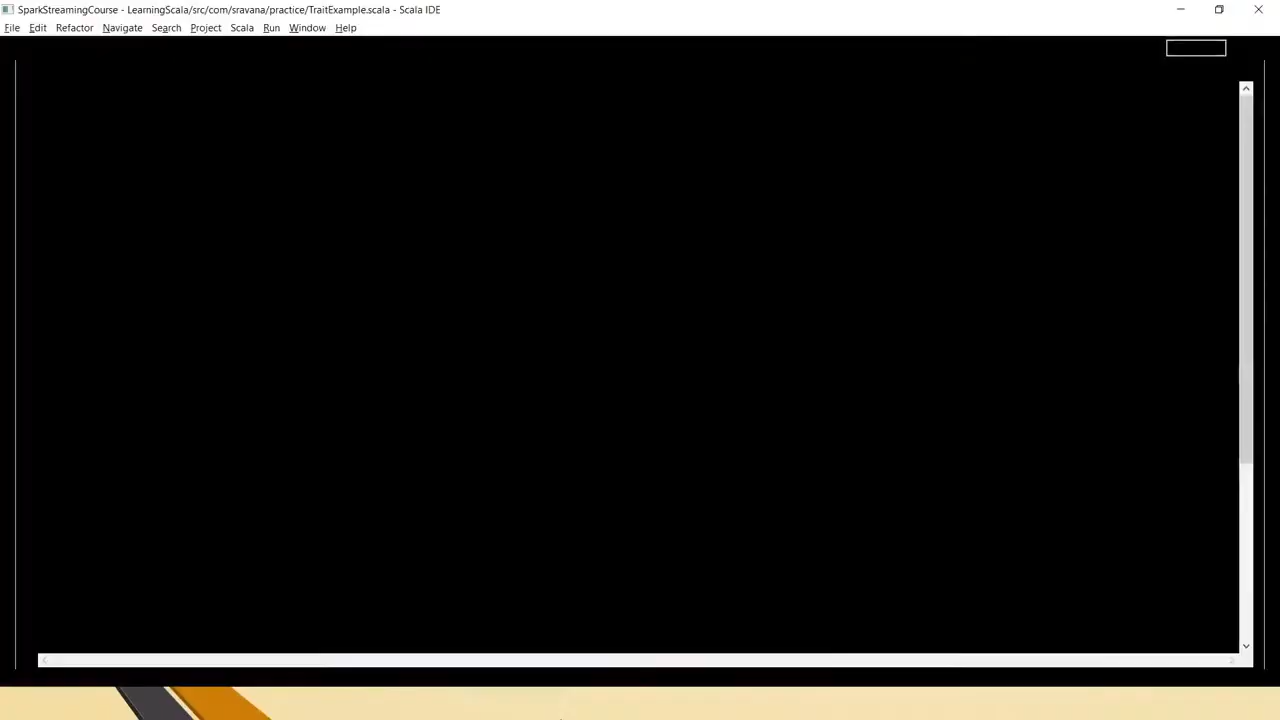 SparkStreamingCourse - LearningScala/src/com/sravana/practice/TraitExample.scala - Scala IDE
File Edit Refactor Navigate Search Project Scala Run Window Help